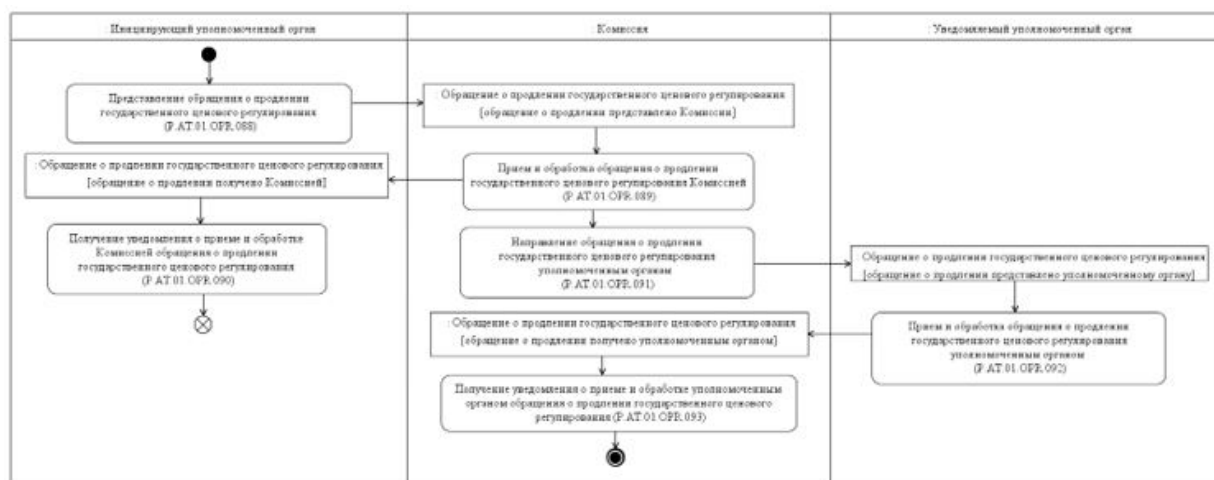 : Инициирующий уполномоченный орган
Комиссия
: Уведомляемый уполномоченный орган
Представление обращения о продлении
государственного ценового регулирования
(P.AT.01.OPR.088)
: Обращение о продлении государственного ценового регулирования
[обращение о продлении представлено Комиссии]
: Обращение о продлении государственного ценового регулирования
[обращение о продлении получено Комиссией]
Прием и обработка обращения о продлении
государственного ценового регулирования Комиссией
(P.AT.01.OPR.089)
Получение уведомления о приеме и обработке
Комиссией обращения о продлении
государственного ценового регулирования
(P.AT.01.OPR.090)
Направление обращения о продлении
государственного ценового регулирования
уполномоченным органам
(P.AT.01.OPR.091)
: Обращение о продлении государственного ценового регулирования
[обращение о продлении представлено уполномоченному органу]
: Обращение о продлении государственного ценового регулирования
[обращение о продлении получено уполномоченным органом]
Прием и обработка обращения о продлении
государственного ценового регулирования
уполномоченным органом
(P.AT.01.OPR.092)
Получение уведомления о приеме и обработке уполномоченным
органом обращения о продлении государственного ценового
регулирования (P.AT.01.OPR.093)